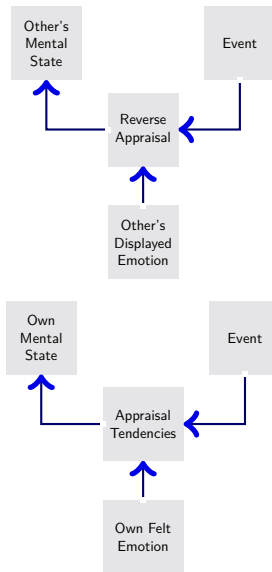 Other's
Mental
State
Event
Reverse
Appraisal
Other's
Displayed
Emotion
Own
Mental
State
Event
Appraisal
Tendencies
Own Felt
Emotion